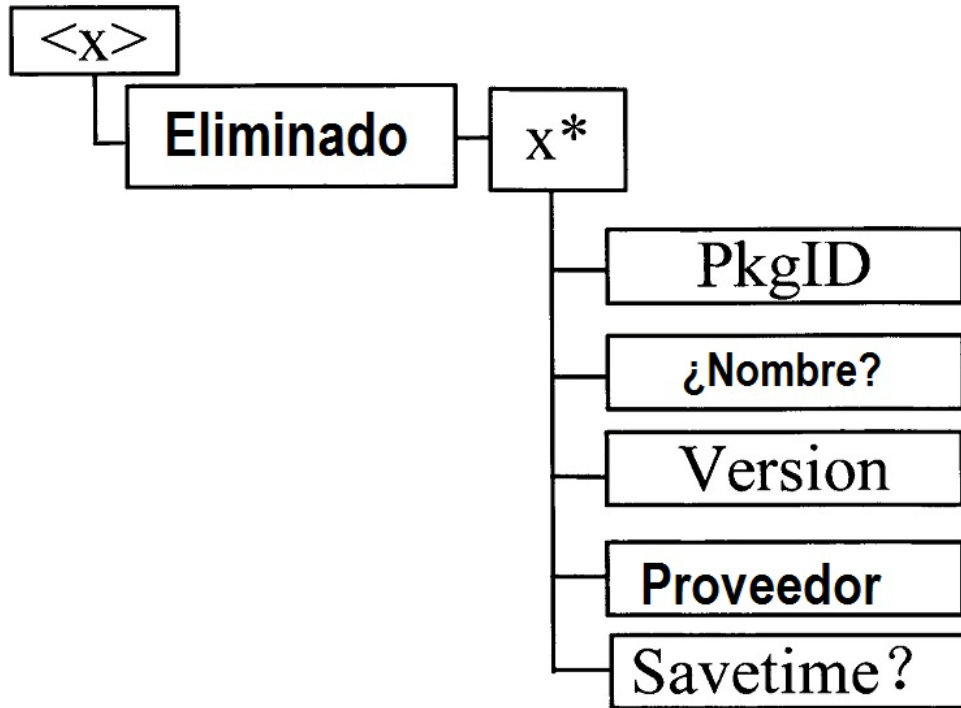 <x>
Eliminado
x*
PkgID
¿Nombre?
Version
Proveedor
Savetime?